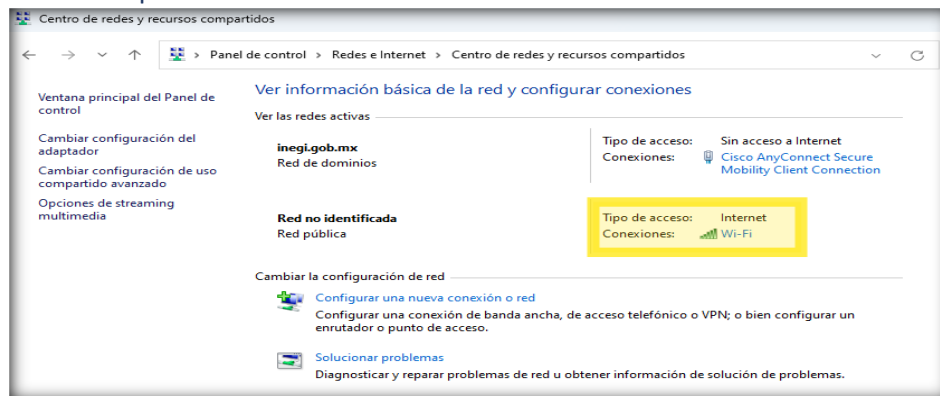 Centro de redes y recursos compartidos
Panel de control > Redes e Internet > Centro de redes y recursos compartidos
Ventana principal del Panel de
control
Cambiar configuración del
adaptador
Cambiar configuración de uso
compartido avanzado
Opciones de streaming
multimedia
Ver información básica de la red y configurar conexiones
Ver las redes activas
inegi.gob.mx
Red de dominios
Tipo de acceso: Sin acceso a Internet
Conexiones: Cisco AnyConnect Secure
Mobility Client Connection
Red no identificada
Red pública
Tipo de acceso: Internet
Conexiones: Wi-Fi
Cambiar la configuración de red
Configurar una nueva conexión o red
Configurar una conexión de banda ancha, de acceso telefónico o VPN; o bien configurar un
enrutador o punto de acceso.
Solucionar problemas
Diagnosticar y reparar problemas de red u obtener información de solución de problemas.